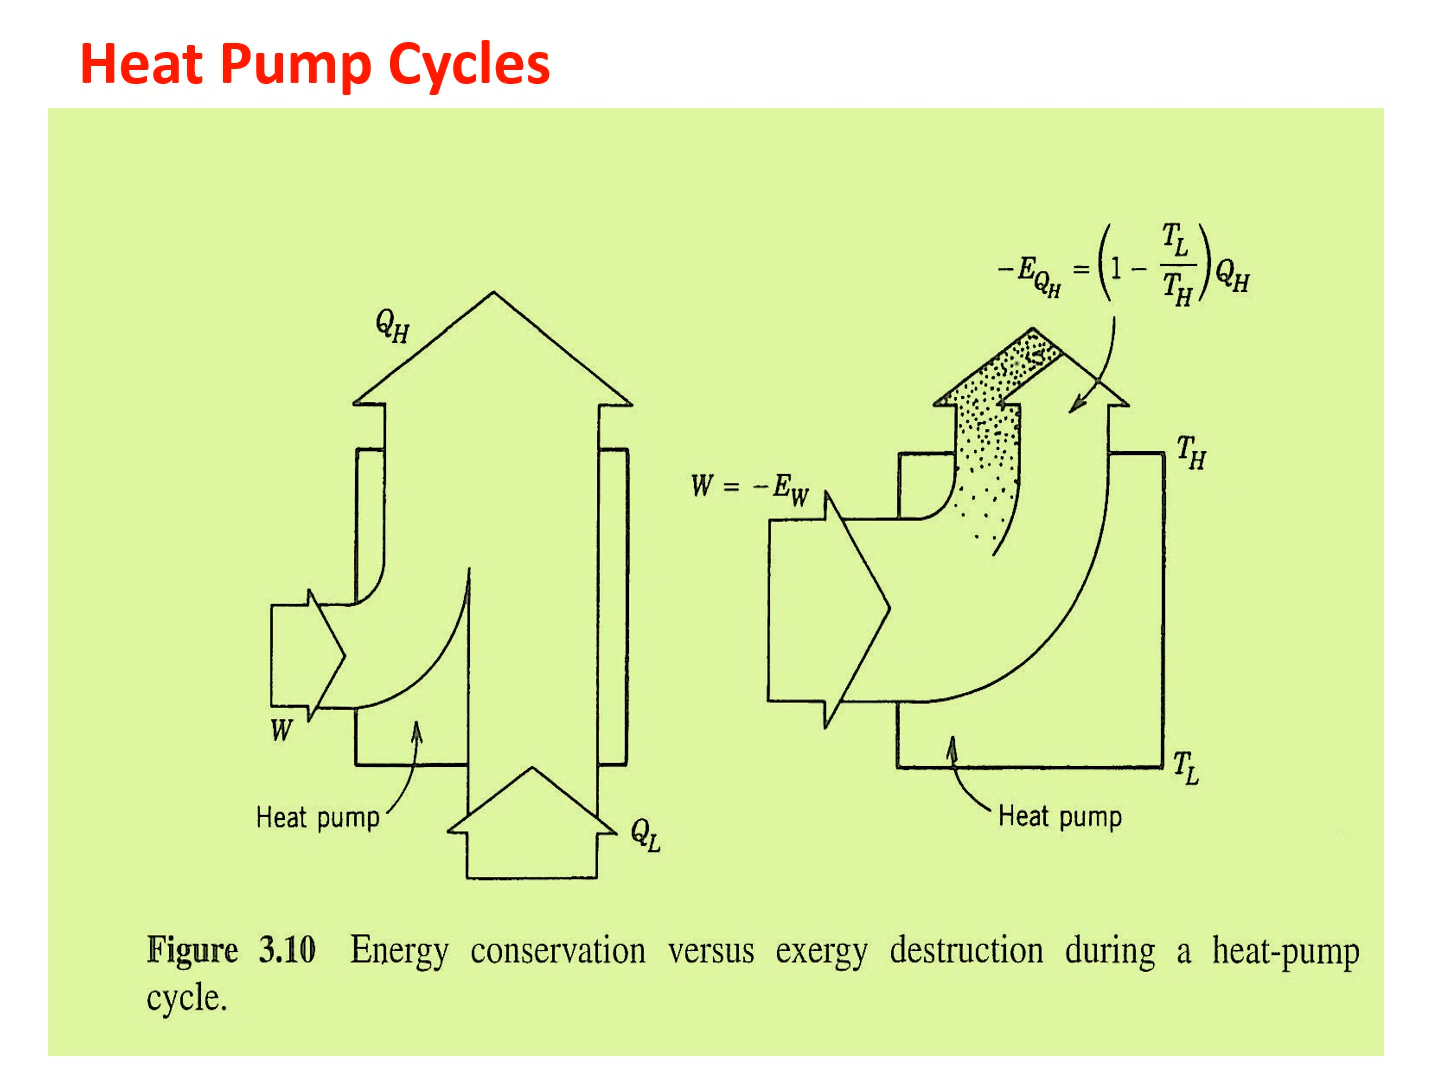 Heat Pump Cycles
-E_{Q_H} = (1 - T_L/T_H) Q_H
Q_H
T_H
W = -E_W
W
T_L
Heat pump
Heat pump
Q_L
Figure 3.10 Energy conservation versus exergy destruction during a heat-pump
cycle.